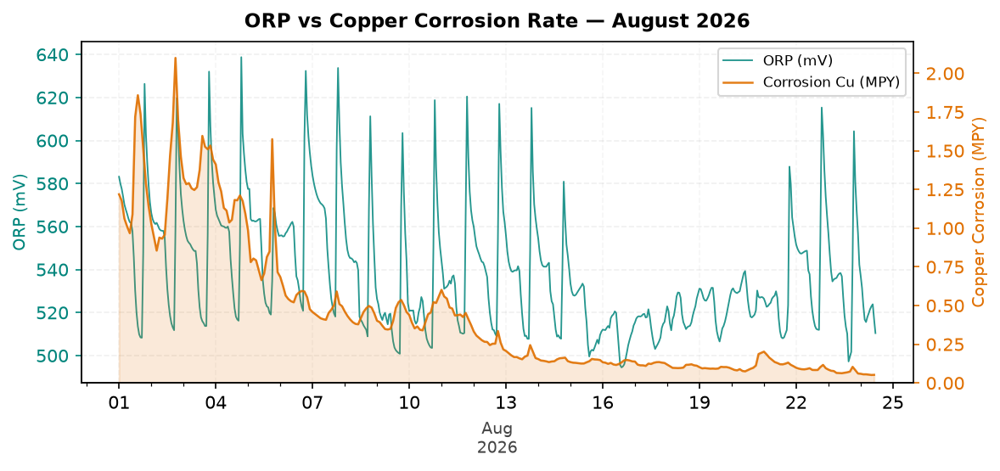 ORP vs Copper Corrosion Rate — August 2026
640
620
600
580
560
540
520
500
ORP (mV)
2.00
1.75
1.50
1.25
1.00
0.75
0.50
0.25
0.00
Copper Corrosion (MPY)
ORP (mV)
Corrosion Cu (MPY)
01 04 07 10 13 16 19 22 25
Aug
2026